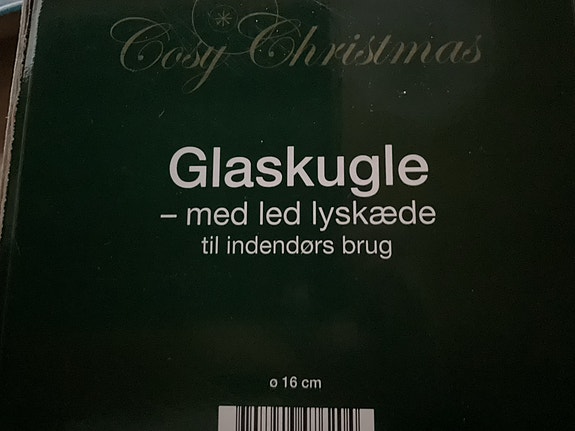 Cosy Christmas
Glaskugle
– med led lyskæde
til indendørs brug
ø 16 cm